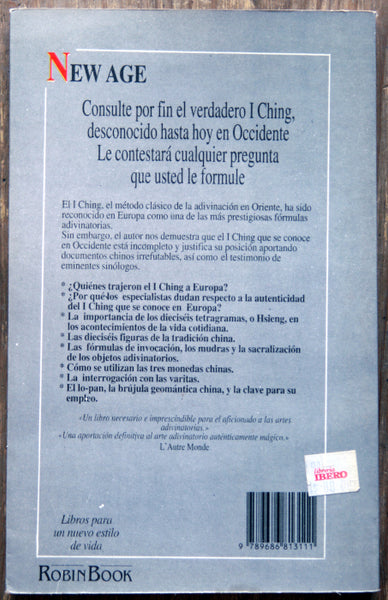 NEW AGE
Consulte por fin el verdadero I Ching,
desconocido hasta hoy en Occidente
Le contestará cualquier pregunta
que usted le formule
El I Ching, el método clásico de la adivinación en Oriente, ha sido
reconocido en Europa como una de las más prestigiosas fórmulas
adivinatorias.
Sin embargo, el autor nos demuestra que el I Ching que se conoce
en Occidente está incompleto y justifica su posición aportando
documentos chinos irrefutables, así como el testimonio de
eminentes sinólogos.
* ¿Quiénes trajeron el I Ching a Europa?
* ¿Por qué los especialistas dudan respecto a la autenticidad
del I Ching que se conoce en Europa?
* La importancia de los dieciséis tetragramas, o Hsieng, en
los acontecimientos de la vida cotidiana.
* Las dieciséis figuras de la tradición china.
* Las fórmulas de invocación, los mudras y la sacralización
de los objetos adivinatorios.
* Cómo se utilizan las tres monedas chinas.
* La interrogación con las varitas.
* El lo-pan, la brújula geomántica china, y la clave para su
empleo.
«Un libro necesario e imprescindible para el aficionado a las artes
adivinatorias.»
«Una aportación definitiva al arte adivinatorio auténticamente mágico.»
L'Autre Monde
librería
IBERO
Libros para
un nuevo estilo
de vida
9 789686 813111
ROBINBOOK